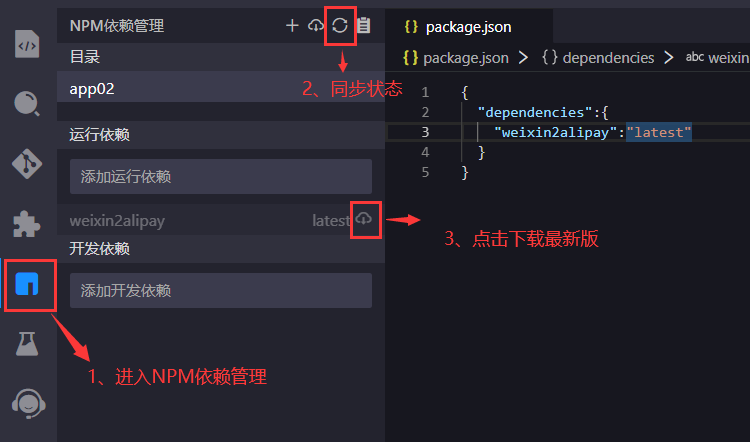 NPM依赖管理
目录
app02
2、同步状态
运行依赖
添加运行依赖
weixin2alipay latest
3、点击下载最新版
开发依赖
添加开发依赖
1、进入NPM依赖管理
{} package.json
{} package.json > {} dependencies > abc weixin
1 {
2 "dependencies":{
3 "weixin2alipay":"latest"
4 }
5 }